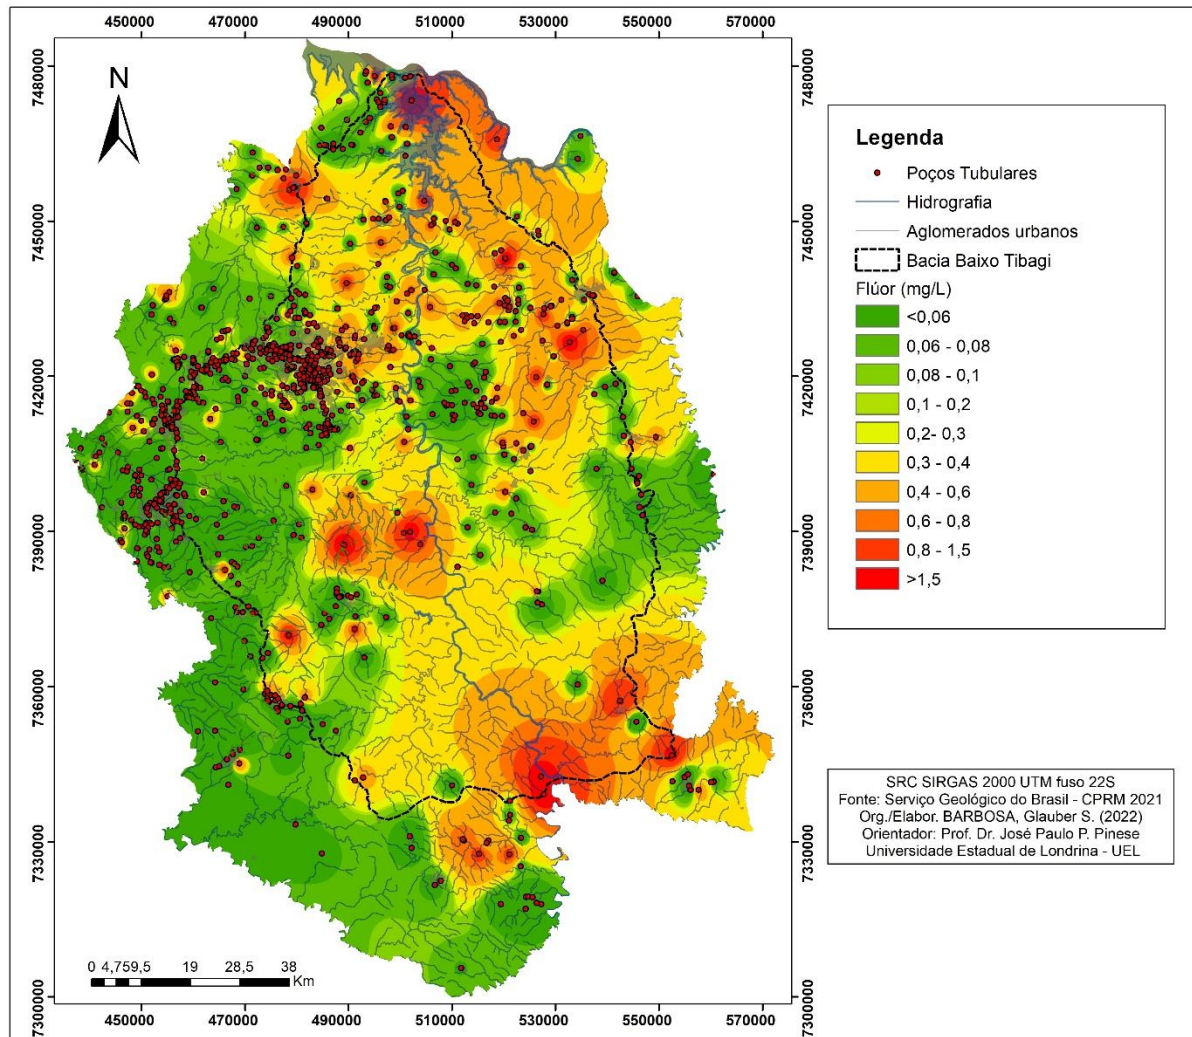 450000 470000 490000 510000 530000 550000 570000
7480000 7480000
N
7450000 7450000
7420000 7420000
7390000 7390000
7360000 7360000
7330000 7330000
7300000 7300000
0 4,759,5 19 28,5 38
Km
450000 470000 490000 510000 530000 550000 570000
Legenda
Poços Tubulares
Hidrografia
Aglomerados urbanos
Bacia Baixo Tibagi
Flúor (mg/L)
<0,06
0,06 - 0,08
0,08 - 0,1
0,1 - 0,2
0,2- 0,3
0,3 - 0,4
0,4 - 0,6
0,6 - 0,8
0,8 - 1,5
>1,5
SRC SIRGAS 2000 UTM fuso 22S
Fonte: Serviço Geológico do Brasil - CPRM 2021
Org./Elabor. BARBOSA, Glauber S. (2022)
Orientador: Prof. Dr. José Paulo P. Pinese
Universidade Estadual de Londrina - UEL